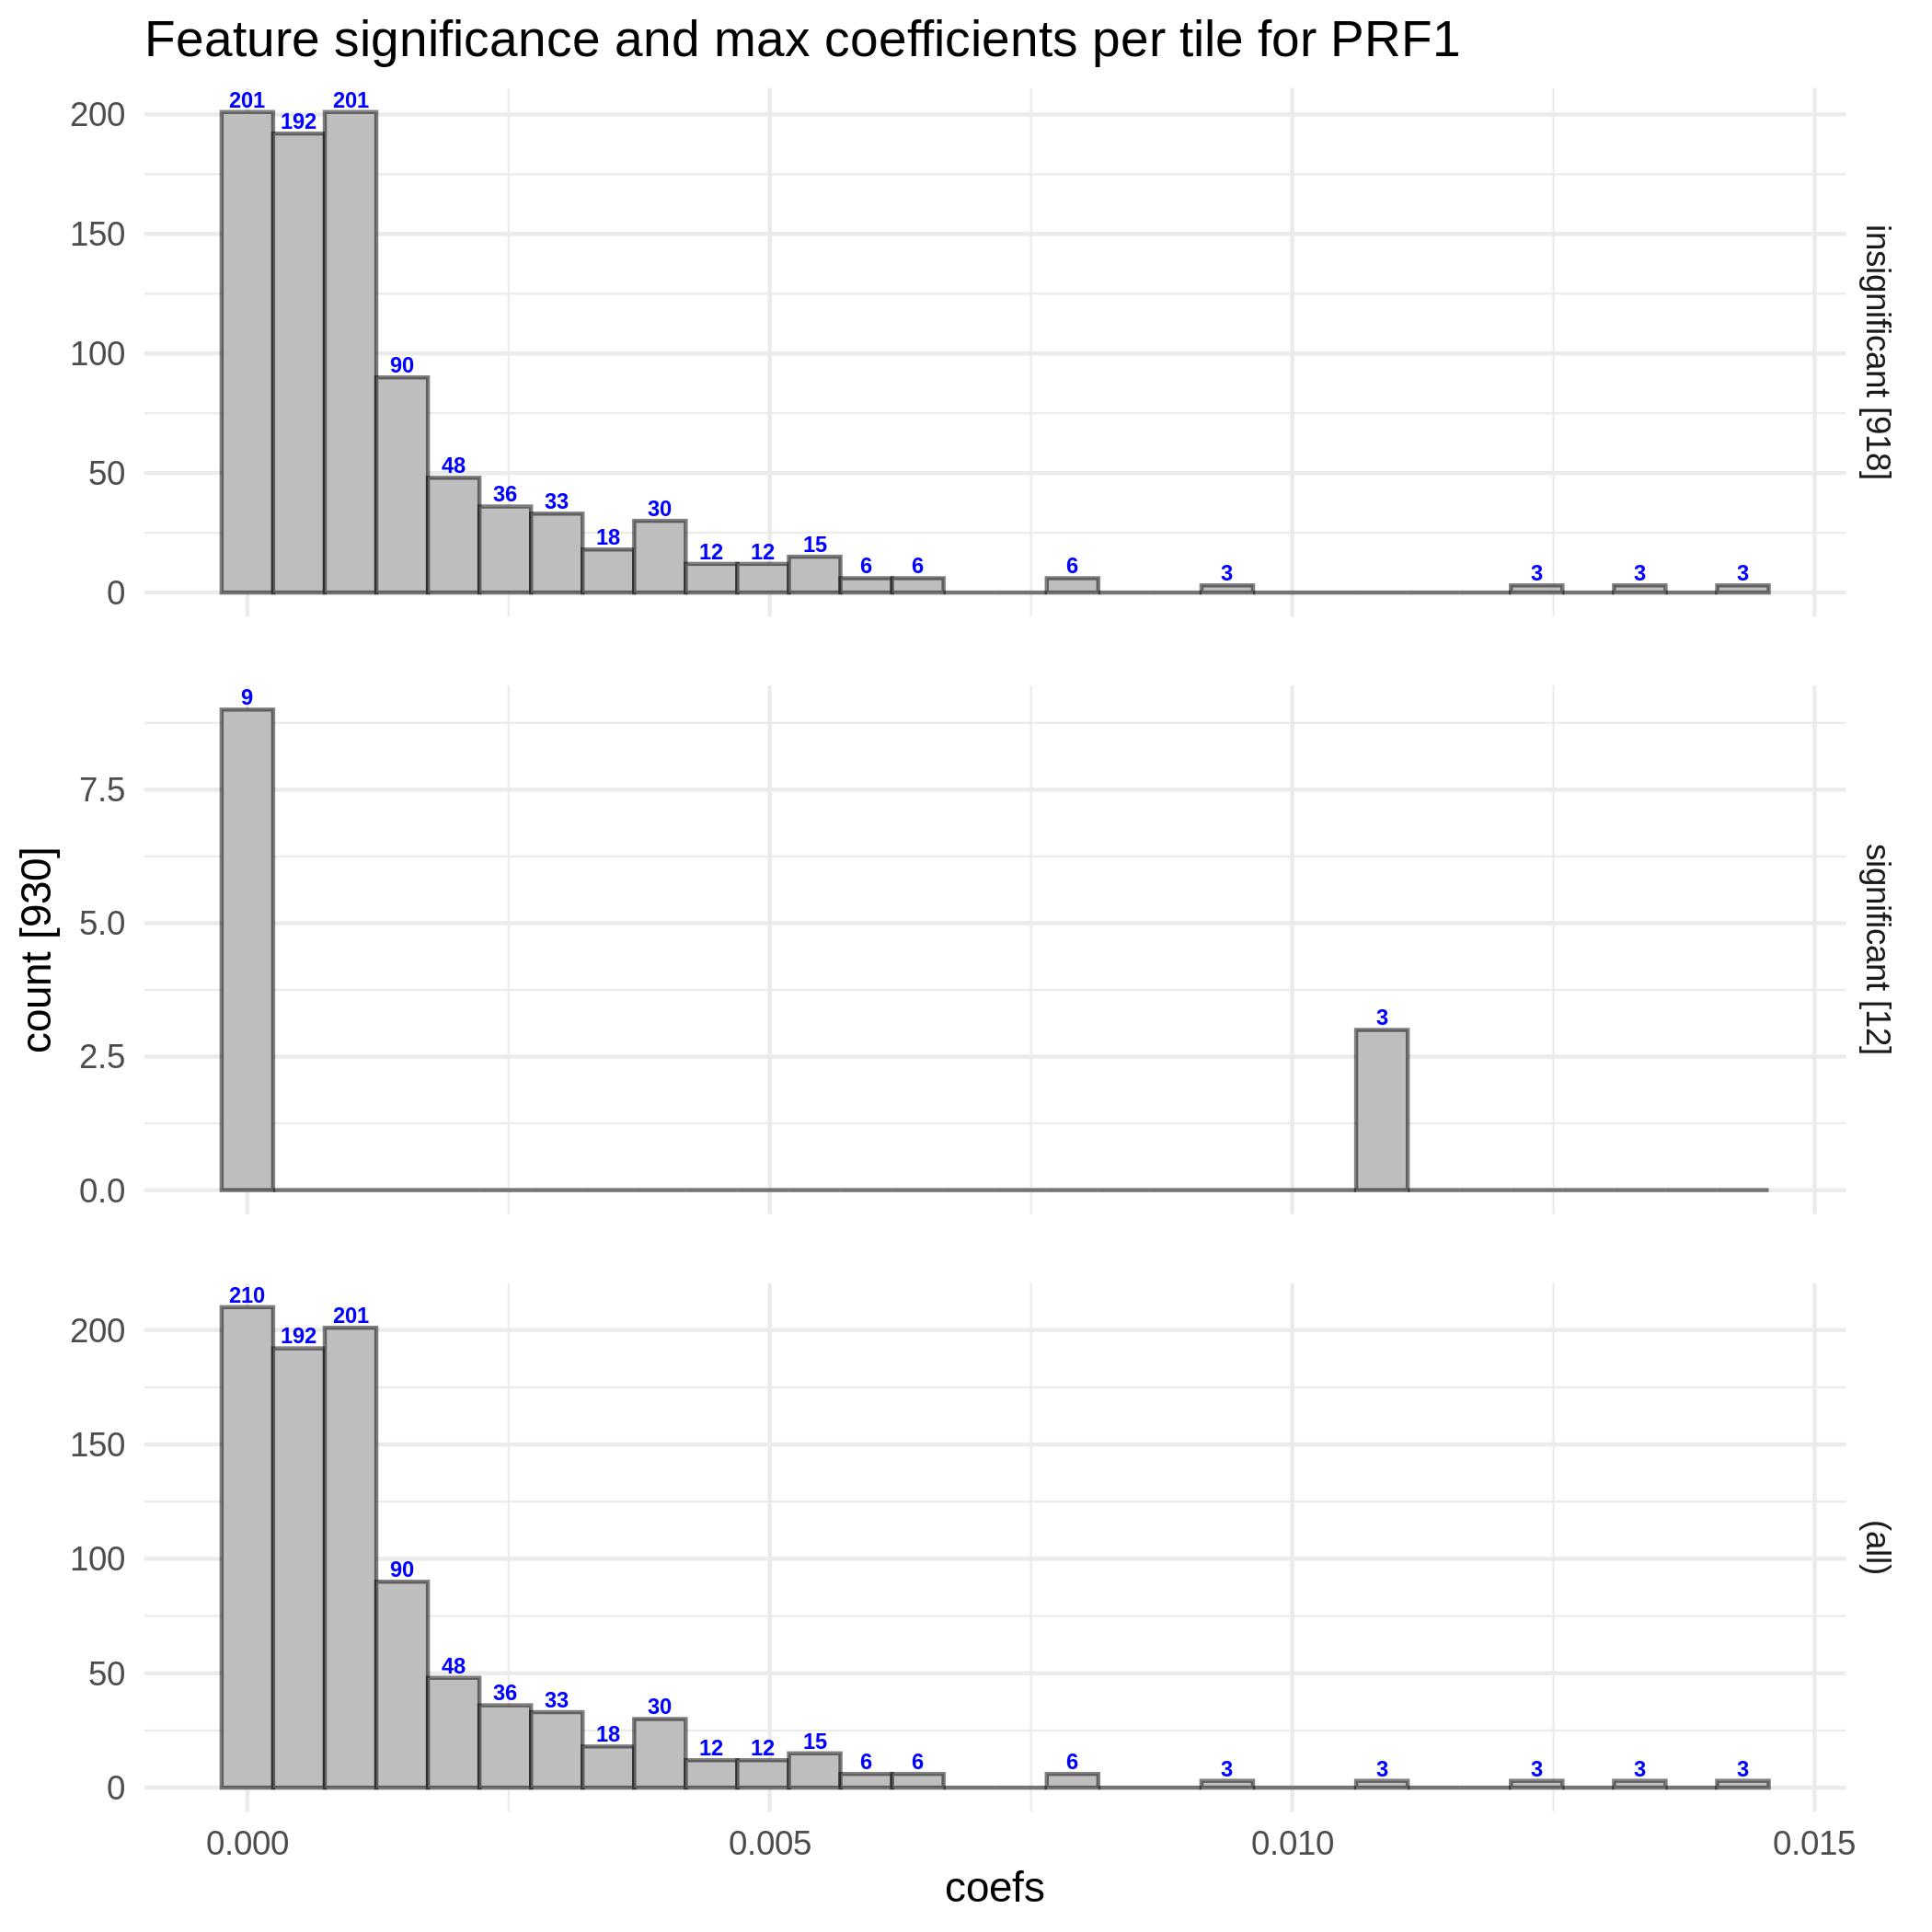 Feature significance and max coefficients per tile for PRF1
201 192 201 90 48 36 33 18 30 12 12 15 6 6 6 3 3 3 3
200
150
100
50
0
insignificant [918]
9 3
7.5
5.0
2.5
0.0
significant [12]
count [930]
210 192 201 90 48 36 33 18 30 12 12 15 6 6 6 3 3 3 3 3
200
150
100
50
0
(all)
0.000 0.005 0.010 0.015
coefs